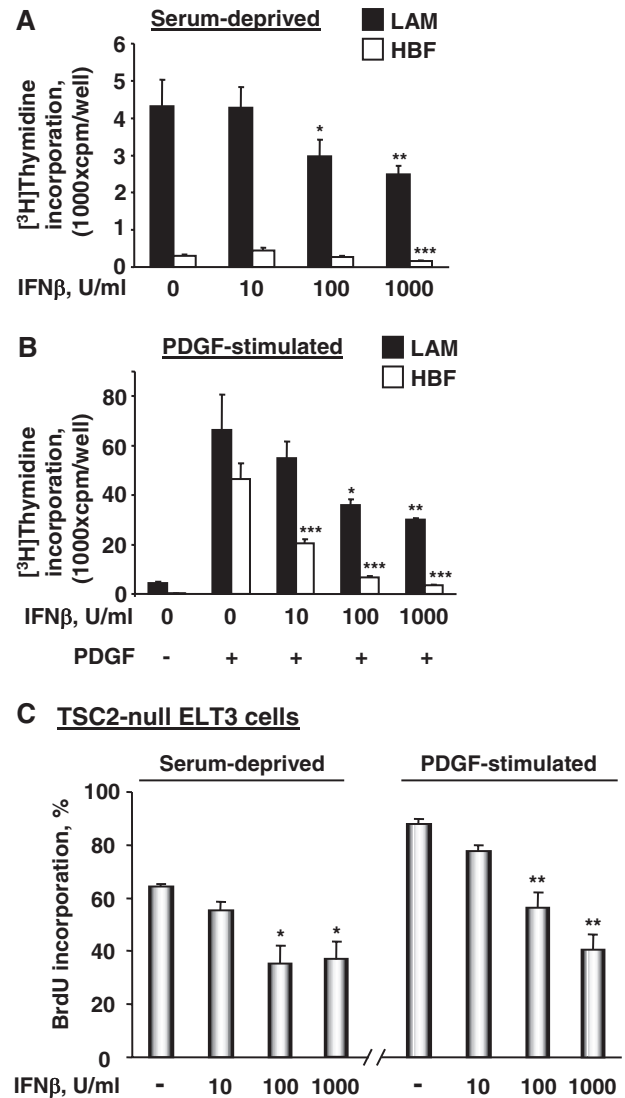 A Serum-deprived
LAM
HBF
[³H]Thymidine
incorporation,
(1000xcpm/well)
6
5
4
3
2
1
0
*
**
***
IFNβ, U/ml 0 10 100 1000
B PDGF-stimulated
LAM
HBF
[³H]Thymidine
incorporation,
(1000xcpm/well)
80
60
40
20
0
***
*
***
**
***
IFNβ, U/ml 0 0 10 100 1000
PDGF - + + + +
C TSC2-null ELT3 cells
Serum-deprived PDGF-stimulated
BrdU incorporation, %
100
80
60
40
20
0
* * ** **
IFNβ, U/ml - 10 100 1000 - 10 100 1000